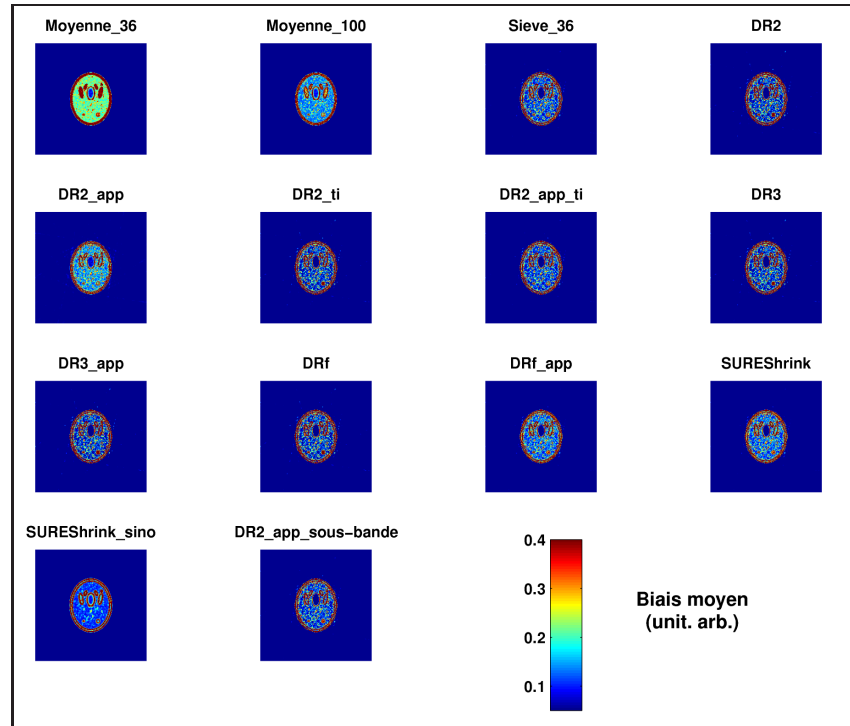 Moyenne_36
Moyenne_100
Sieve_36
DR2
DR2_app
DR2_ti
DR2_app_ti
DR3
DR3_app
DRf
DRf_app
SUREShrink
SUREShrink_sino
DR2_app_sous-bande
0.4
0.3
0.2
0.1
Biais moyen
(unit. arb.)